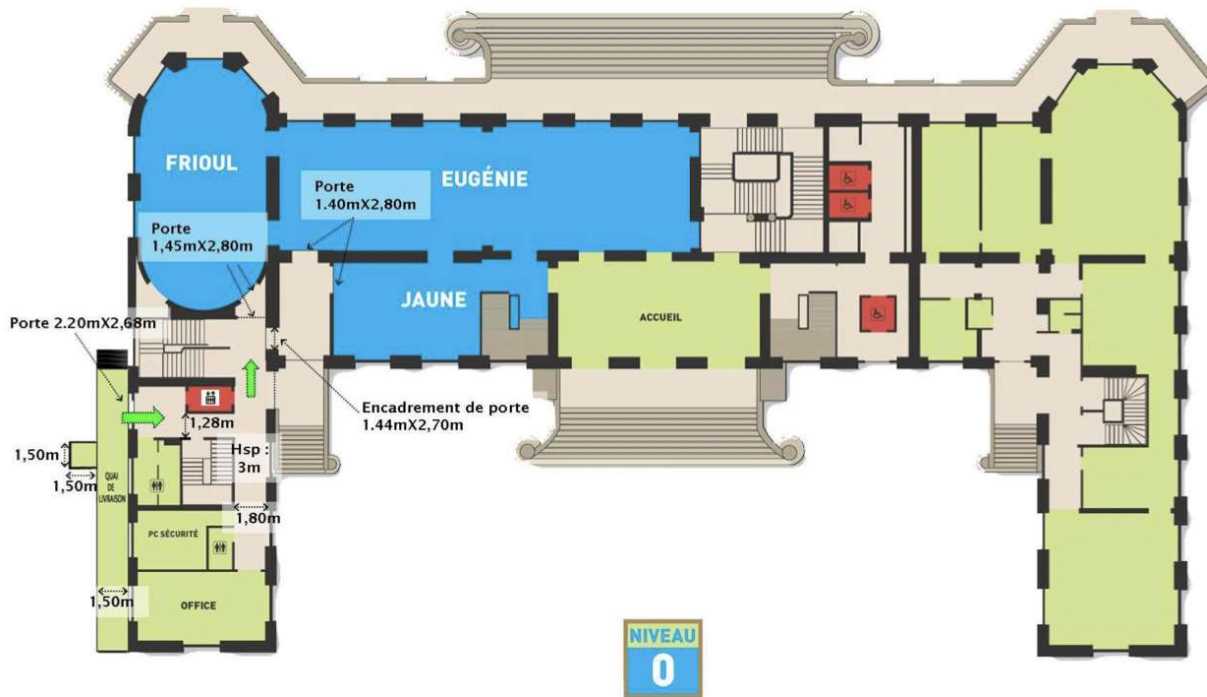 FRIOUL
EUGÉNIE
Porte
1.40mX2,80m
Porte
1,45mX2,80m
JAUNE
ACCUEIL
Porte 2.20mX2,68m
Encadrement de porte
1.44mX2,70m
1,28m
Hsp :
3m
1,50m
1,50m
QUAI
DE
LIVRAISON
1,80m
PC SÉCURITÉ
1,50m
OFFICE
NIVEAU
0